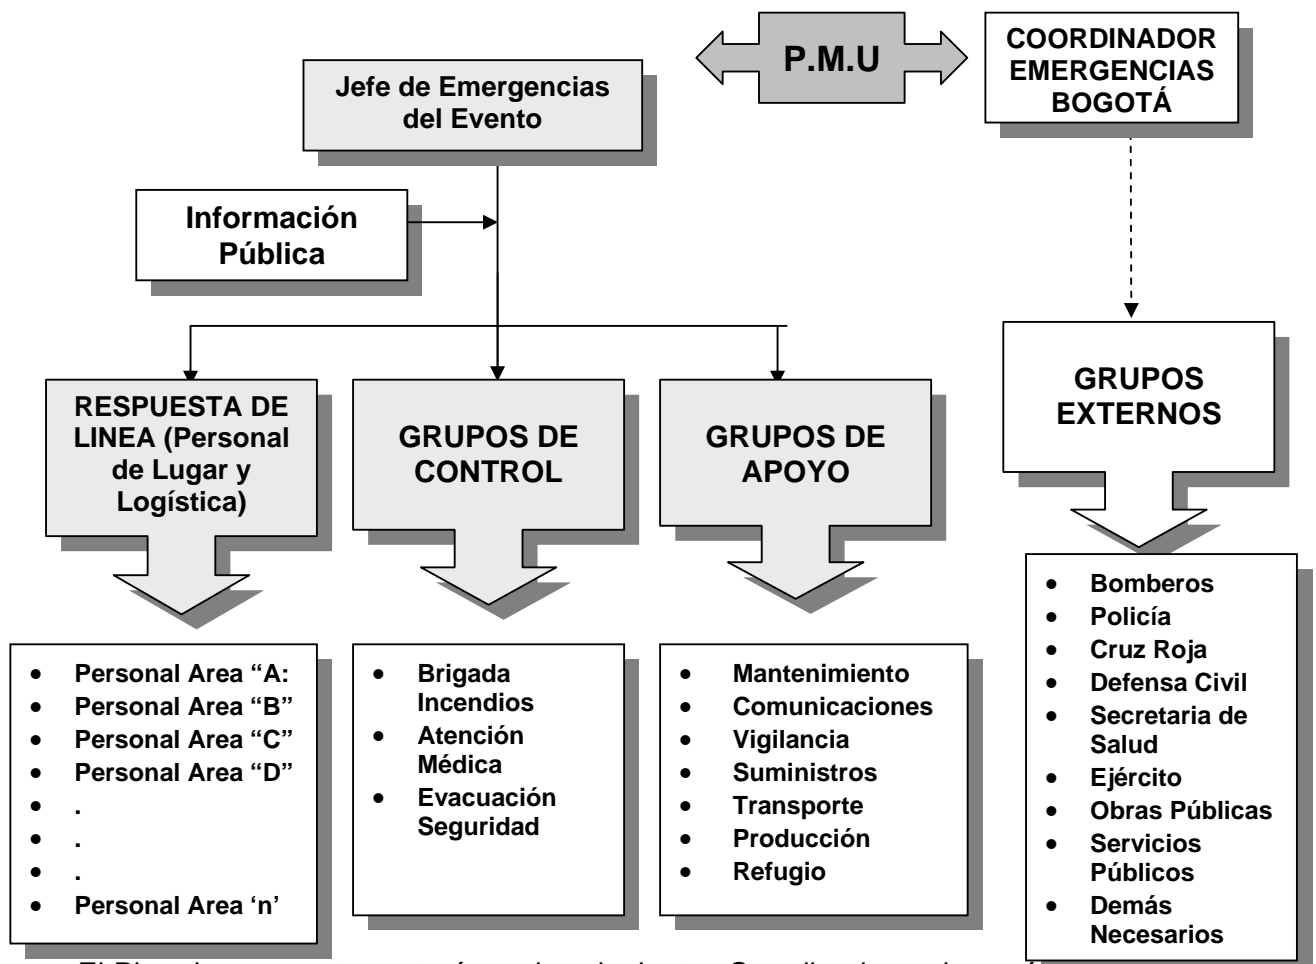 P.M.U
COORDINADOR
EMERGENCIAS
BOGOTÁ
Jefe de Emergencias
del Evento
Información
Pública
RESPUESTA DE
LINEA (Personal
de Lugar y
Logística)
GRUPOS DE
CONTROL
GRUPOS DE
APOYO
GRUPOS
EXTERNOS
• Personal Area “A:
• Personal Area “B”
• Personal Area “C”
• Personal Area “D”
• .
• .
• .
• Personal Area ‘n’
• Brigada
Incendios
• Atención
Médica
• Evacuación
Seguridad
• Mantenimiento
• Comunicaciones
• Vigilancia
• Suministros
• Transporte
• Producción
• Refugio
• Bomberos
• Policía
• Cruz Roja
• Defensa Civil
• Secretaria de
Salud
• Ejército
• Obras Públicas
• Servicios
Públicos
• Demás
Necesarios